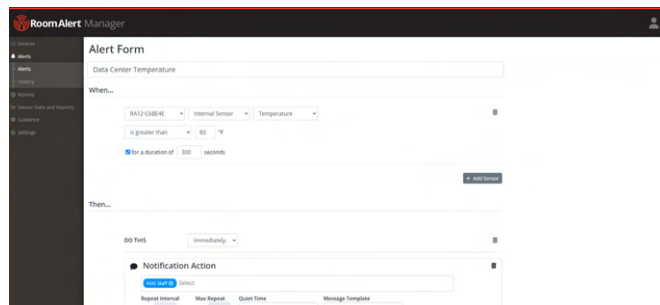 RoomAlert Manager
Devices
Alerts
Alerts
History
Actions
Sensor Data and Reports
Guidance
Settings
Alert Form
Data Center Temperature
When...
RA12-C6BE4E Internal Sensor Temperature
is greater than 80 °F
for a duration of 300 seconds
+ Add Sensor
Then...
DO THIS immediately
Notification Action
NOC Staff Select
Repeat Interval Max Repeat Quiet Time Message Template